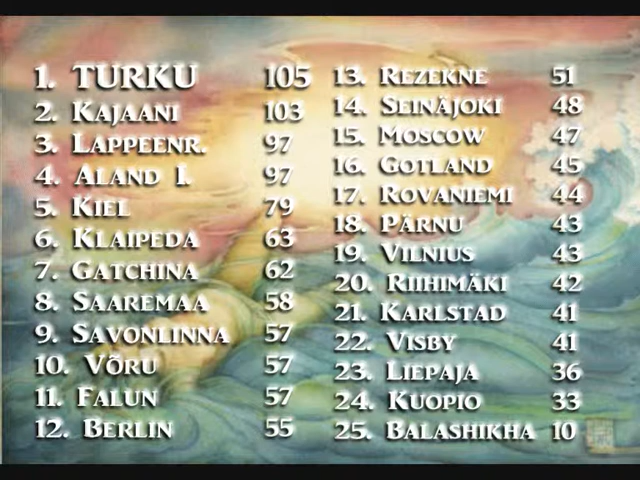 1. TURKU 105
2. KAJAANI 103
3. LAPPEENR. 97
4. ALAND I. 97
5. KIEL 79
6. KLAIPEDA 63
7. GATCHINA 62
8. SAAREMAA 58
9. SAVONLINNA 57
10. VÕRU 57
11. FALUN 57
12. BERLIN 55
13. REZEKNE 51
14. SEINÄJOKI 48
15. MOSCOW 47
16. GOTLAND 45
17. ROVANIEMI 44
18. PÄRNU 43
19. VILNIUS 43
20. RIIHIMÄKI 42
21. KARLSTAD 41
22. VISBY 41
23. LIEPAJA 36
24. KUOPIO 33
25. BALASHIKHA 10